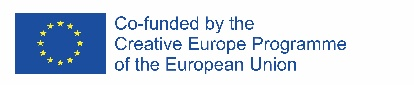 Co-funded by the
Creative Europe Programme
of the European Union